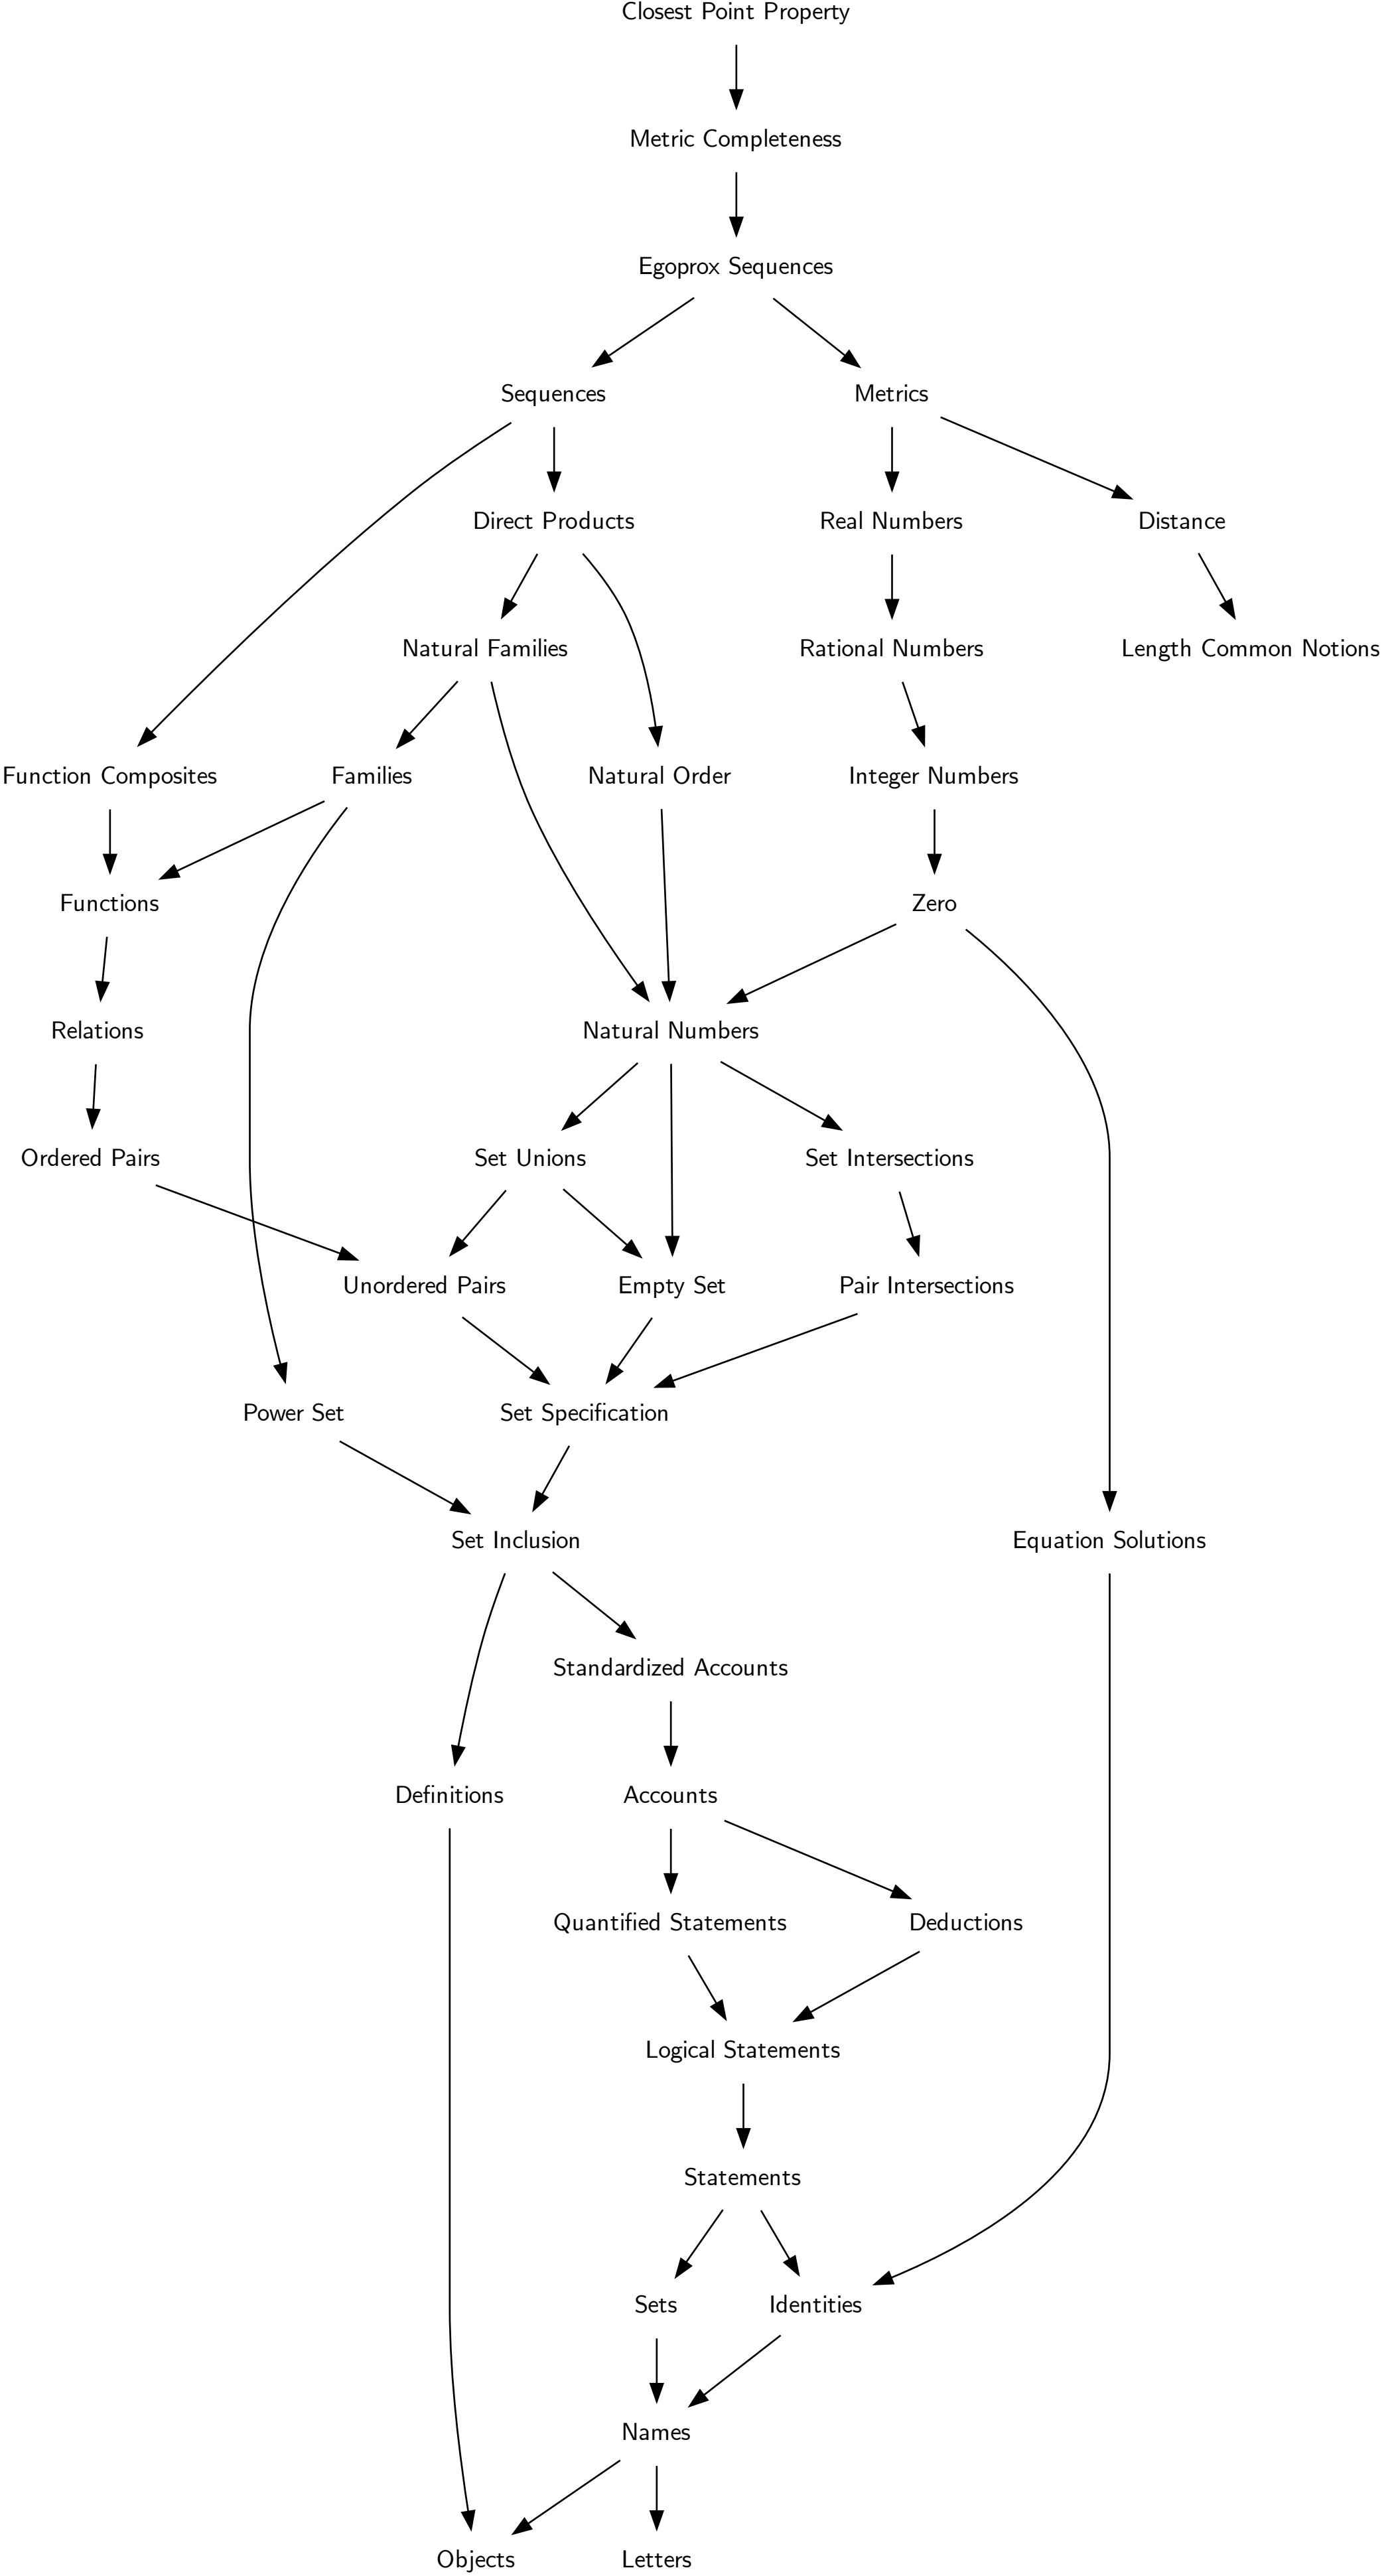 Closest Point Property
Metric Completeness
Egoprox Sequences
Sequences
Metrics
Direct Products
Real Numbers
Distance
Natural Families
Rational Numbers
Length Common Notions
Function Composites
Families
Natural Order
Integer Numbers
Functions
Zero
Relations
Natural Numbers
Ordered Pairs
Set Unions
Set Intersections
Unordered Pairs
Empty Set
Pair Intersections
Power Set
Set Specification
Set Inclusion
Equation Solutions
Standardized Accounts
Definitions
Accounts
Quantified Statements
Deductions
Logical Statements
Statements
Sets
Identities
Names
Objects
Letters